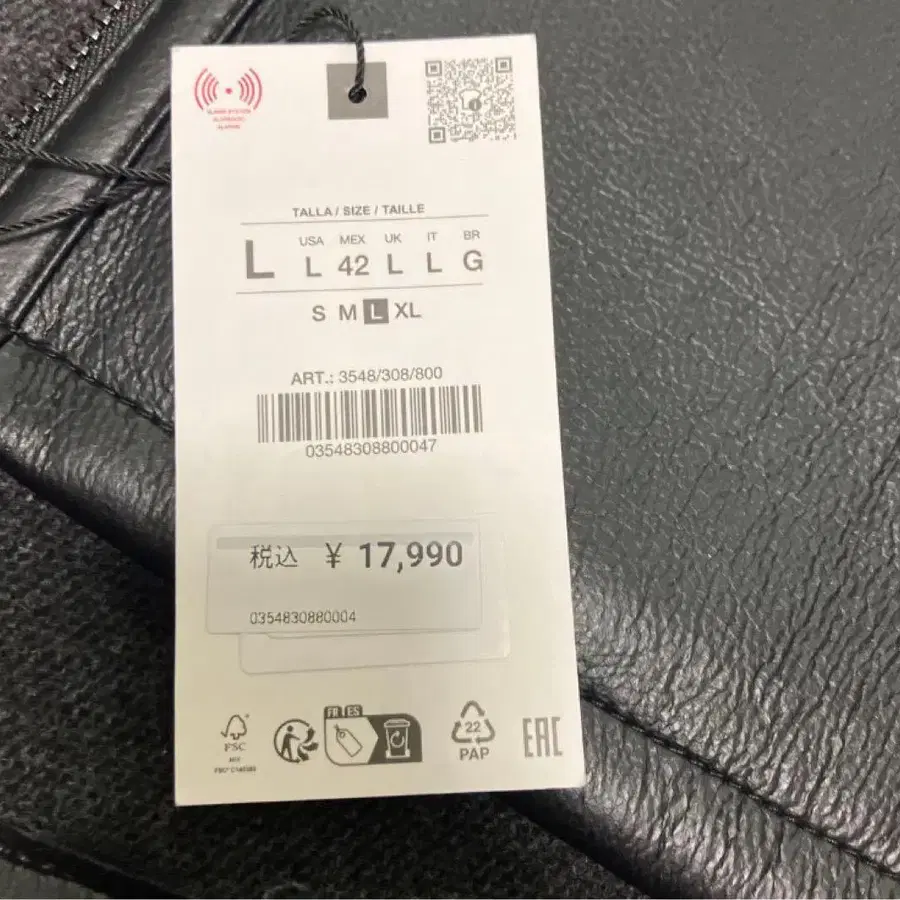 TALLA / SIZE / TAILLE
USA MEX UK IT BR
L L 42 L L G
S M L XL
ART.: 3548/308/800
03548308800047
税込 ¥ 17,990
0354830880004
FR ES
FSC
22
PAP
EAC